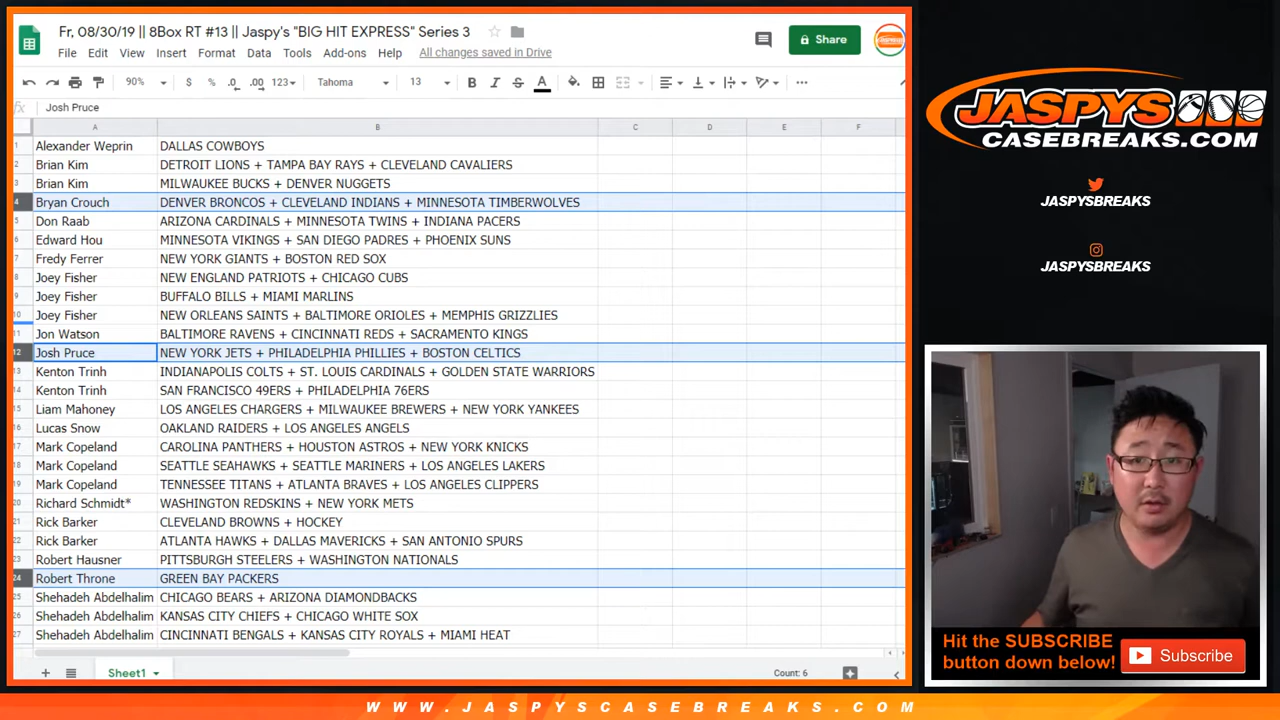 Fr, 08/30/19 || 8Box RT #13 || Jaspy's "BIG HIT EXPRESS" Series 3
File Edit View Insert Format Data Tools Add-ons Help All changes saved in Drive
Share
90% $ % .0 .00 123 Tahoma 13 B I S A
fx Josh Pruce
A B C D E F
1 Alexander Weprin DALLAS COWBOYS
2 Brian Kim DETROIT LIONS + TAMPA BAY RAYS + CLEVELAND CAVALIERS
3 Brian Kim MILWAUKEE BUCKS + DENVER NUGGETS
4 Bryan Crouch DENVER BRONCOS + CLEVELAND INDIANS + MINNESOTA TIMBERWOLVES
5 Don Raab ARIZONA CARDINALS + MINNESOTA TWINS + INDIANA PACERS
6 Edward Hou MINNESOTA VIKINGS + SAN DIEGO PADRES + PHOENIX SUNS
7 Fredy Ferrer NEW YORK GIANTS + BOSTON RED SOX
8 Joey Fisher NEW ENGLAND PATRIOTS + CHICAGO CUBS
9 Joey Fisher BUFFALO BILLS + MIAMI MARLINS
10 Joey Fisher NEW ORLEANS SAINTS + BALTIMORE ORIOLES + MEMPHIS GRIZZLIES
11 Jon Watson BALTIMORE RAVENS + CINCINNATI REDS + SACRAMENTO KINGS
12 Josh Pruce NEW YORK JETS + PHILADELPHIA PHILLIES + BOSTON CELTICS
13 Kenton Trinh INDIANAPOLIS COLTS + ST. LOUIS CARDINALS + GOLDEN STATE WARRIORS
14 Kenton Trinh SAN FRANCISCO 49ERS + PHILADELPHIA 76ERS
15 Liam Mahoney LOS ANGELES CHARGERS + MILWAUKEE BREWERS + NEW YORK YANKEES
16 Lucas Snow OAKLAND RAIDERS + LOS ANGELES ANGELS
17 Mark Copeland CAROLINA PANTHERS + HOUSTON ASTROS + NEW YORK KNICKS
18 Mark Copeland SEATTLE SEAHAWKS + SEATTLE MARINERS + LOS ANGELES LAKERS
19 Mark Copeland TENNESSEE TITANS + ATLANTA BRAVES + LOS ANGELES CLIPPERS
20 Richard Schmidt* WASHINGTON REDSKINS + NEW YORK METS
21 Rick Barker CLEVELAND BROWNS + HOCKEY
22 Rick Barker ATLANTA HAWKS + DALLAS MAVERICKS + SAN ANTONIO SPURS
23 Robert Hausner PITTSBURGH STEELERS + WASHINGTON NATIONALS
24 Robert Throne GREEN BAY PACKERS
25 Shehadeh Abdelhalim CHICAGO BEARS + ARIZONA DIAMONDBACKS
26 Shehadeh Abdelhalim KANSAS CITY CHIEFS + CHICAGO WHITE SOX
27 Shehadeh Abdelhalim CINCINNATI BENGALS + KANSAS CITY ROYALS + MIAMI HEAT
Sheet1 Count: 6
JASPYS
CASEBREAKS.COM
JASPYSBREAKS
JASPYSBREAKS
Hit the SUBSCRIBE
button down below!
Subscribe
WWW.JASPYSCASEBREAKS.COM